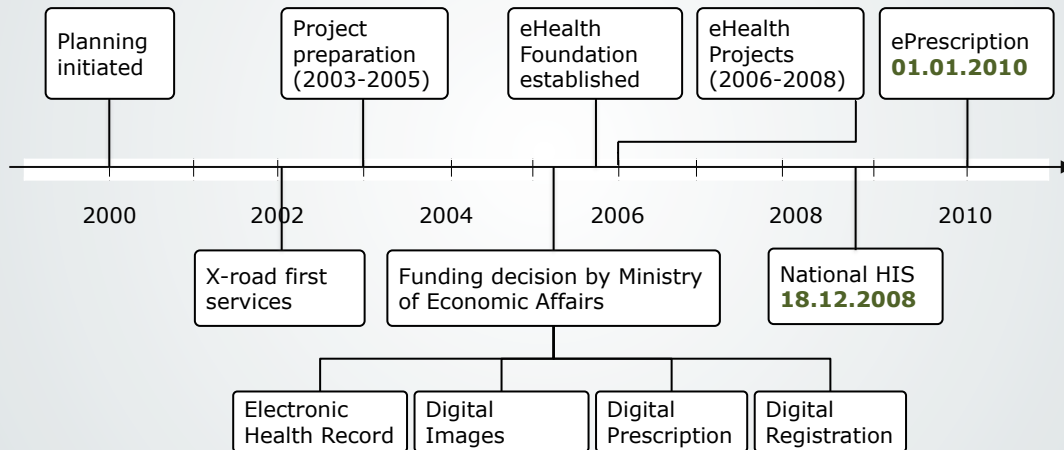 Planning
initiated
Project
preparation
(2003-2005)
eHealth
Foundation
established
eHealth
Projects
(2006-2008)
ePrescription
01.01.2010
2000
2002
2004
2006
2008
2010
X-road first
services
Funding decision by Ministry
of Economic Affairs
National HIS
18.12.2008
Electronic
Health Record
Digital
Images
Digital
Prescription
Digital
Registration